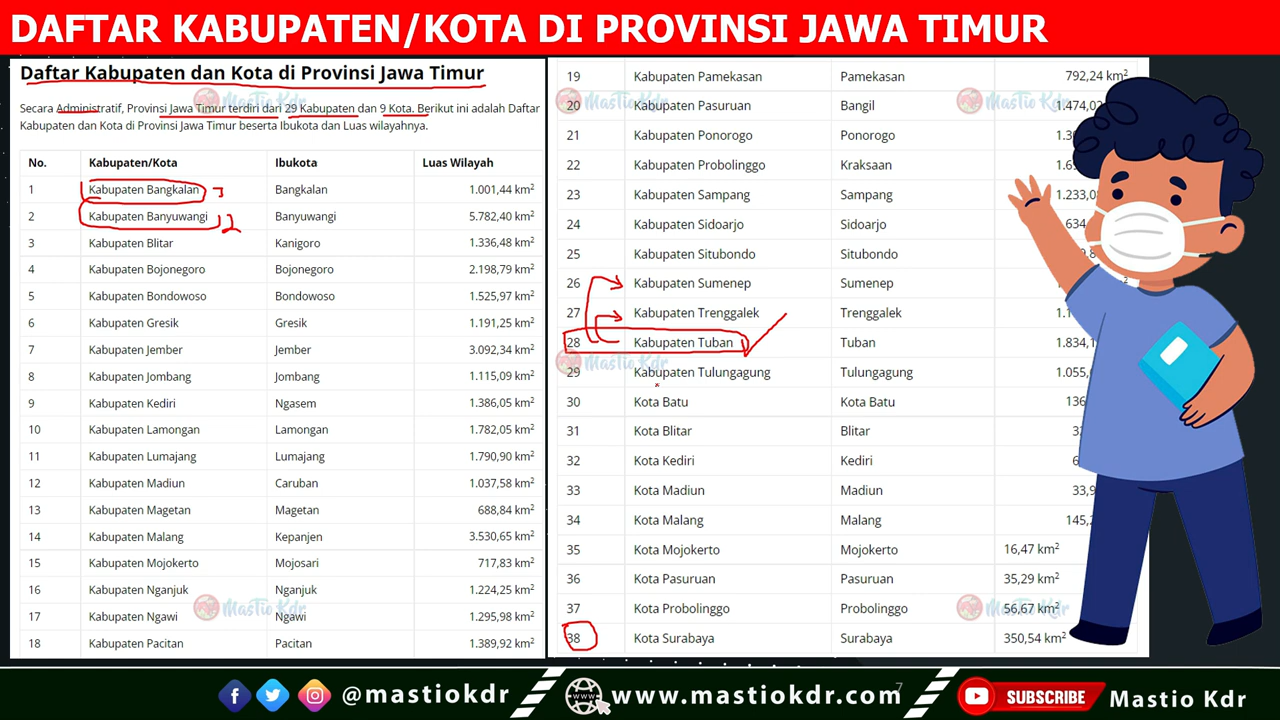 DAFTAR KABUPATEN/KOTA DI PROVINSI JAWA TIMUR
Daftar Kabupaten dan Kota di Provinsi Jawa Timur
Secara Administratif, Provinsi Jawa Timur terdiri dari 29 Kabupaten dan 9 Kota. Berikut ini adalah Daftar
Kabupaten dan Kota di Provinsi Jawa Timur beserta Ibukota dan Luas wilayahnya.
No. Kabupaten/Kota Ibukota Luas Wilayah
1 Kabupaten Bangkalan Bangkalan 1.001,44 km²
2 Kabupaten Banyuwangi Banyuwangi 5.782,40 km²
3 Kabupaten Blitar Kanigoro 1.336,48 km²
4 Kabupaten Bojonegoro Bojonegoro 2.198,79 km²
5 Kabupaten Bondowoso Bondowoso 1.525,97 km²
6 Kabupaten Gresik Gresik 1.191,25 km²
7 Kabupaten Jember Jember 3.092,34 km²
8 Kabupaten Jombang Jombang 1.115,09 km²
9 Kabupaten Kediri Ngasem 1.386,05 km²
10 Kabupaten Lamongan Lamongan 1.782,05 km²
11 Kabupaten Lumajang Lumajang 1.790,90 km²
12 Kabupaten Madiun Caruban 1.037,58 km²
13 Kabupaten Magetan Magetan 688,84 km²
14 Kabupaten Malang Kepanjen 3.530,65 km²
15 Kabupaten Mojokerto Mojosari 717,83 km²
16 Kabupaten Nganjuk Nganjuk 1.224,25 km²
17 Kabupaten Ngawi Ngawi 1.295,98 km²
18 Kabupaten Pacitan Pacitan 1.389,92 km²
19 Kabupaten Pamekasan Pamekasan 792,24 km²
20 Kabupaten Pasuruan Bangil
21 Kabupaten Ponorogo Ponorogo
22 Kabupaten Probolinggo Kraksaan
23 Kabupaten Sampang Sampang
24 Kabupaten Sidoarjo Sidoarjo
25 Kabupaten Situbondo Situbondo
26 Kabupaten Sumenep Sumenep
27 Kabupaten Trenggalek Trenggalek
28 Kabupaten Tuban Tuban
29 Kabupaten Tulungagung Tulungagung
30 Kota Batu Kota Batu
31 Kota Blitar Blitar
32 Kota Kediri Kediri
33 Kota Madiun Madiun
34 Kota Malang Malang
35 Kota Mojokerto Mojokerto 16,47 km²
36 Kota Pasuruan Pasuruan 35,29 km²
37 Kota Probolinggo Probolinggo 56,67 km²
38 Kota Surabaya Surabaya 350,54 km²
Mastio Kdr
Mastio Kdr
Mastio Kdr
Mastio Kdr
Mastio Kdr
Mastio Kdr
@mastiokdr www.mastiokdr.com 7 SUBSCRIBE Mastio Kdr